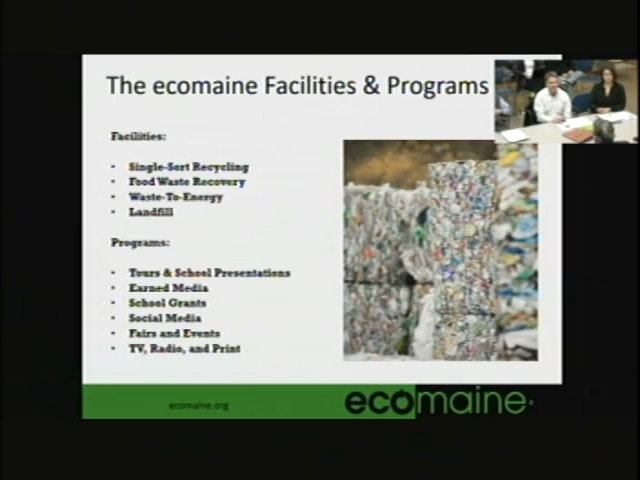 The ecomaine Facilities & Programs
Facilities:
• Single-Sort Recycling
• Food Waste Recovery
• Waste-To-Energy
• Landfill
Programs:
• Tours & School Presentations
• Earned Media
• School Grants
• Social Media
• Fairs and Events
• TV, Radio, and Print
ecomaine.org
ecomaine